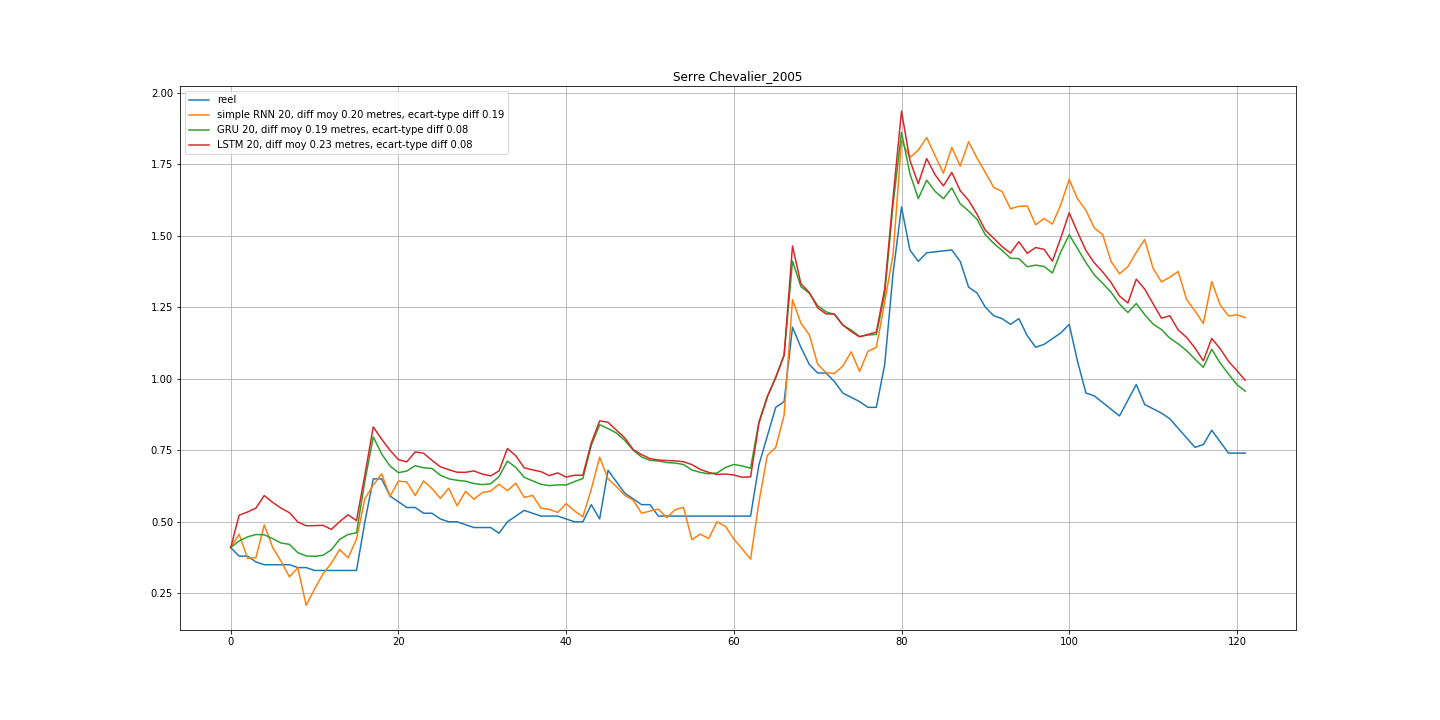 Serre Chevalier_2005
reel
simple RNN 20, diff moy 0.20 metres, ecart-type diff 0.19
GRU 20, diff moy 0.19 metres, ecart-type diff 0.08
LSTM 20, diff moy 0.23 metres, ecart-type diff 0.08
2.00
1.75
1.50
1.25
1.00
0.75
0.50
0.25
0 20 40 60 80 100 120